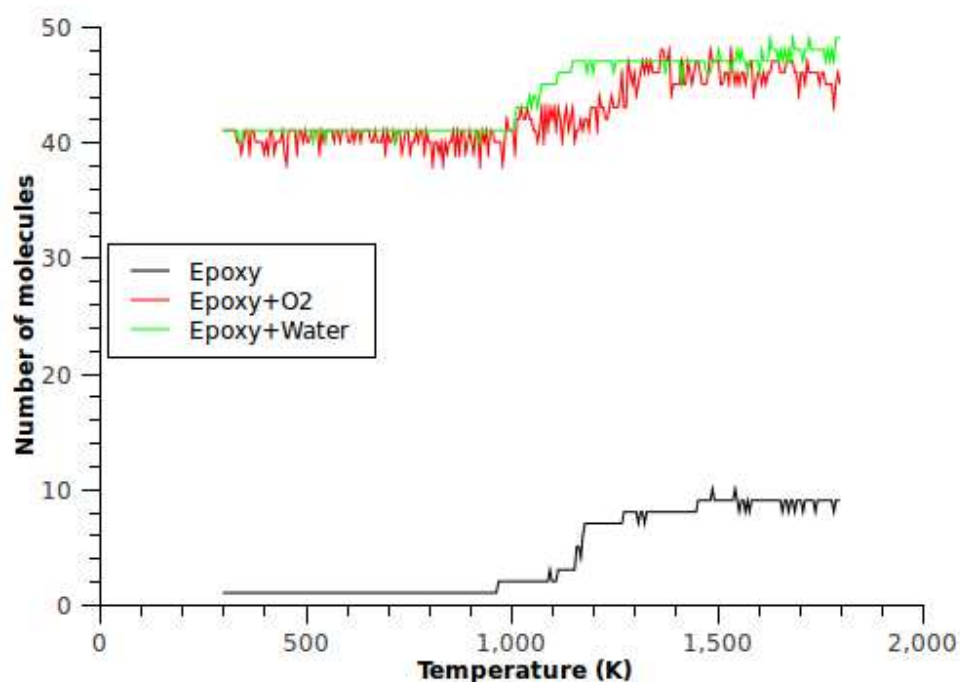 50
40
30
20
10
0
Number of molecules
Epoxy
Epoxy+O2
Epoxy+Water
0
500
1,000
1,500
2,000
Temperature (K)